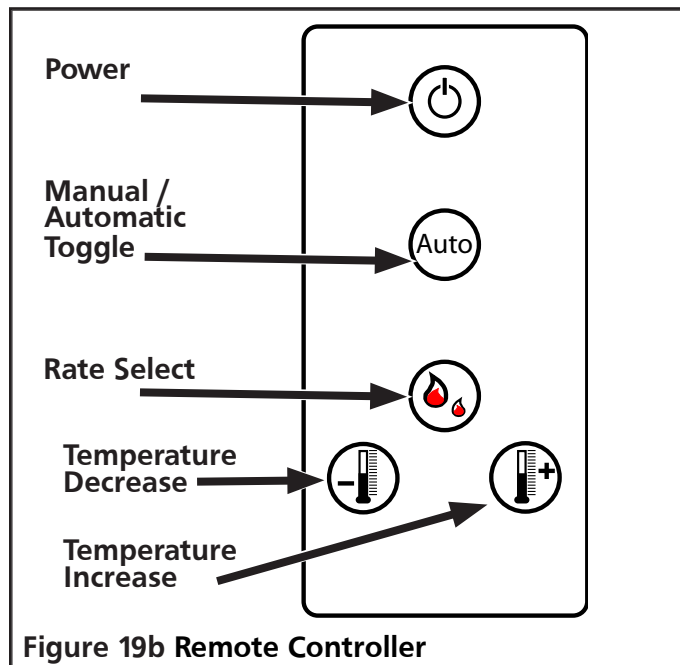 Power
Manual /
Automatic
Toggle
Auto
Rate Select
Temperature
Decrease
-
+
Temperature
Increase
Figure 19b Remote Controller